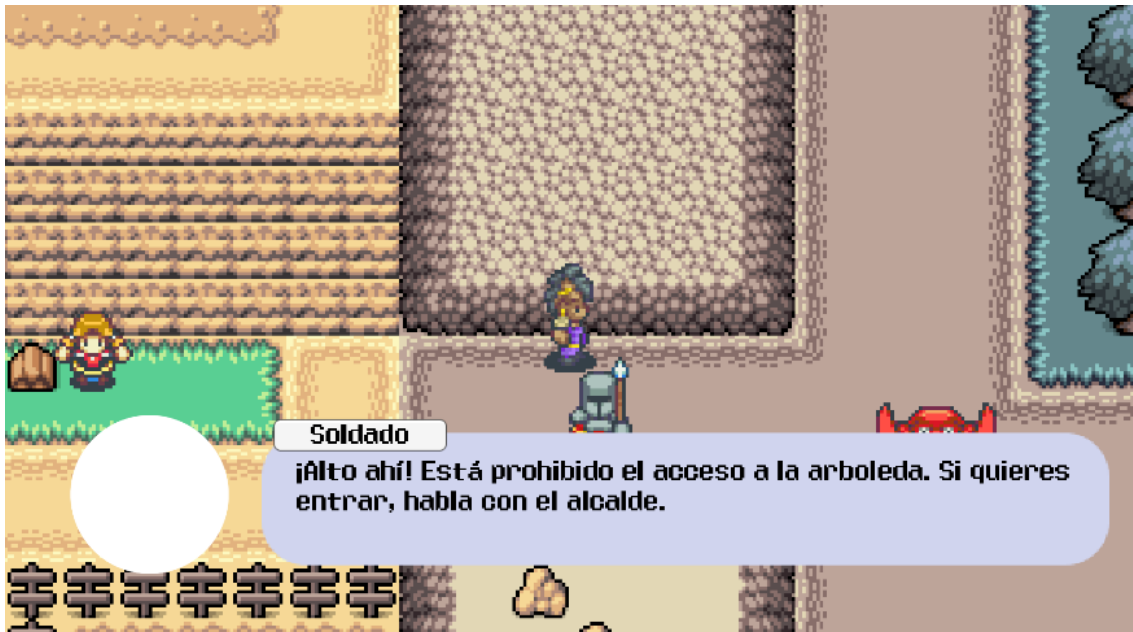 Soldado
¡Alto ahí! Está prohibido el acceso a la arboleda. Si quieres
entrar, habla con el alcalde.